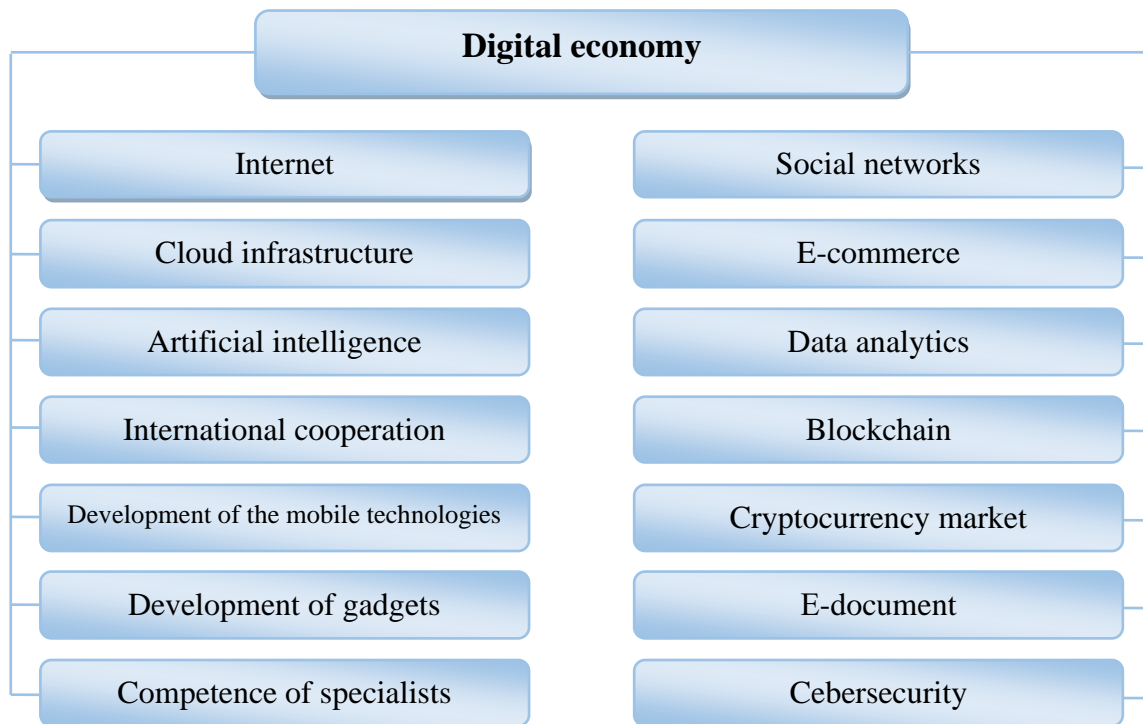 Digital economy
Internet
Cloud infrastructure
Artificial intelligence
International cooperation
Development of the mobile technologies
Development of gadgets
Competence of specialists
Social networks
E-commerce
Data analytics
Blockchain
Cryptocurrency market
E-document
Cebersecurity